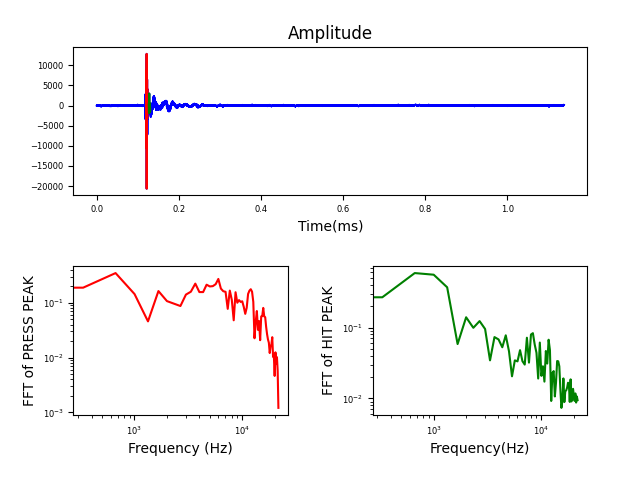 Amplitude
10000
5000
0
−5000
−10000
−15000
−20000
0.0 0.2 0.4 0.6 0.8 1.0
Time(ms)
FFT of PRESS PEAK
10⁻¹
10⁻²
10⁻³
10³ 10⁴
Frequency (Hz)
FFT of HIT PEAK
10⁻¹
10⁻²
10³ 10⁴
Frequency(Hz)